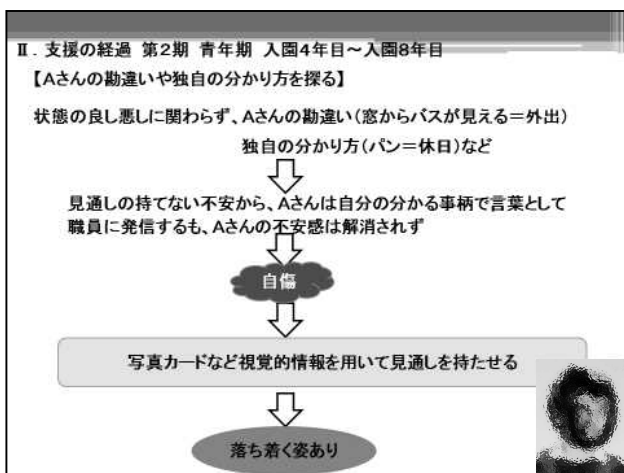 Ⅱ．支援の経過 第2期 青年期 入園4年目～入園8年目
【Aさんの勘違いや独自の分かり方を探る】
状態の良し悪しに関わらず、Aさんの勘違い（窓からバスが見える＝外出）
独自の分かり方（パン＝休日）など
見通しの持てない不安から、Aさんは自分の分かる事柄で言葉として
職員に発信するも、Aさんの不安感は解消されず
自傷
写真カードなど視覚的情報を用いて見通しを持たせる
落ち着く姿あり